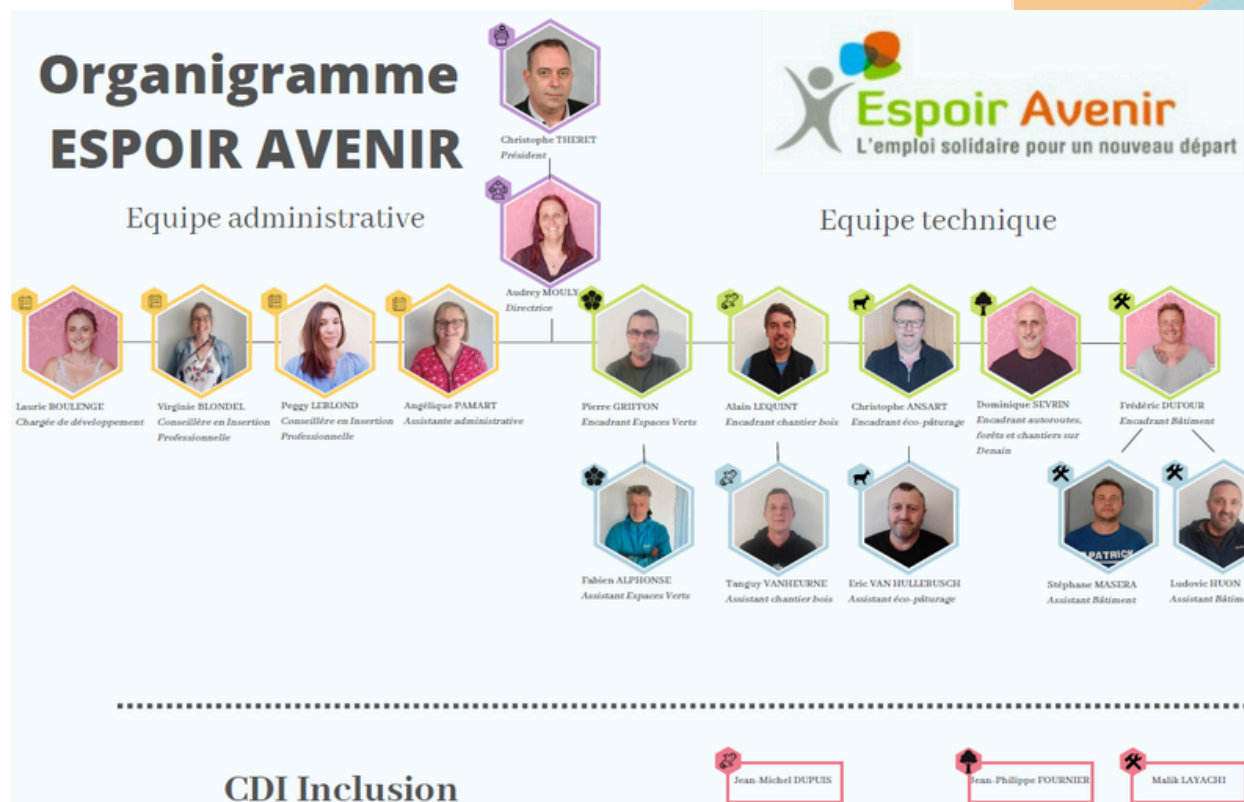 Organigramme
ESPOIR AVENIR
Espoir Avenir
L'emploi solidaire pour un nouveau départ
Christophe THERET
Président
Equipe administrative
Equipe technique
Audrey MOULY
Directrice
Laurie BOULENGE
Chargée de développement
Virginie BLONDEL
Conseillère en Insertion
Professionnelle
Peggy LEBLOND
Conseillère en Insertion
Professionnelle
Angélique PAMART
Assistante administrative
Pierre GRIFFON
Encadrant Espaces Verts
Alain LEQUINT
Encadrant chantier bois
Christophe ANSART
Encadrant éco-pâturage
Dominique SEVRIN
Encadrant autoroutes,
forêts et chantiers sur
Denain
Frédéric DUFOUR
Encadrant Bâtiment
PATRICK
Fabien ALPHONSE
Assistant Espaces Verts
Tanguy VANHEURNE
Assistant chantier bois
Eric VAN HULLEBUSCH
Assistant éco-pâturage
Stéphane MASERA
Assistant Bâtiment
Ludovic HUON
Assistant Bâtime
CDI Inclusion
Jean-Michel DUPUIS
Jean-Philippe FOURNIER
Malik LAYACHI